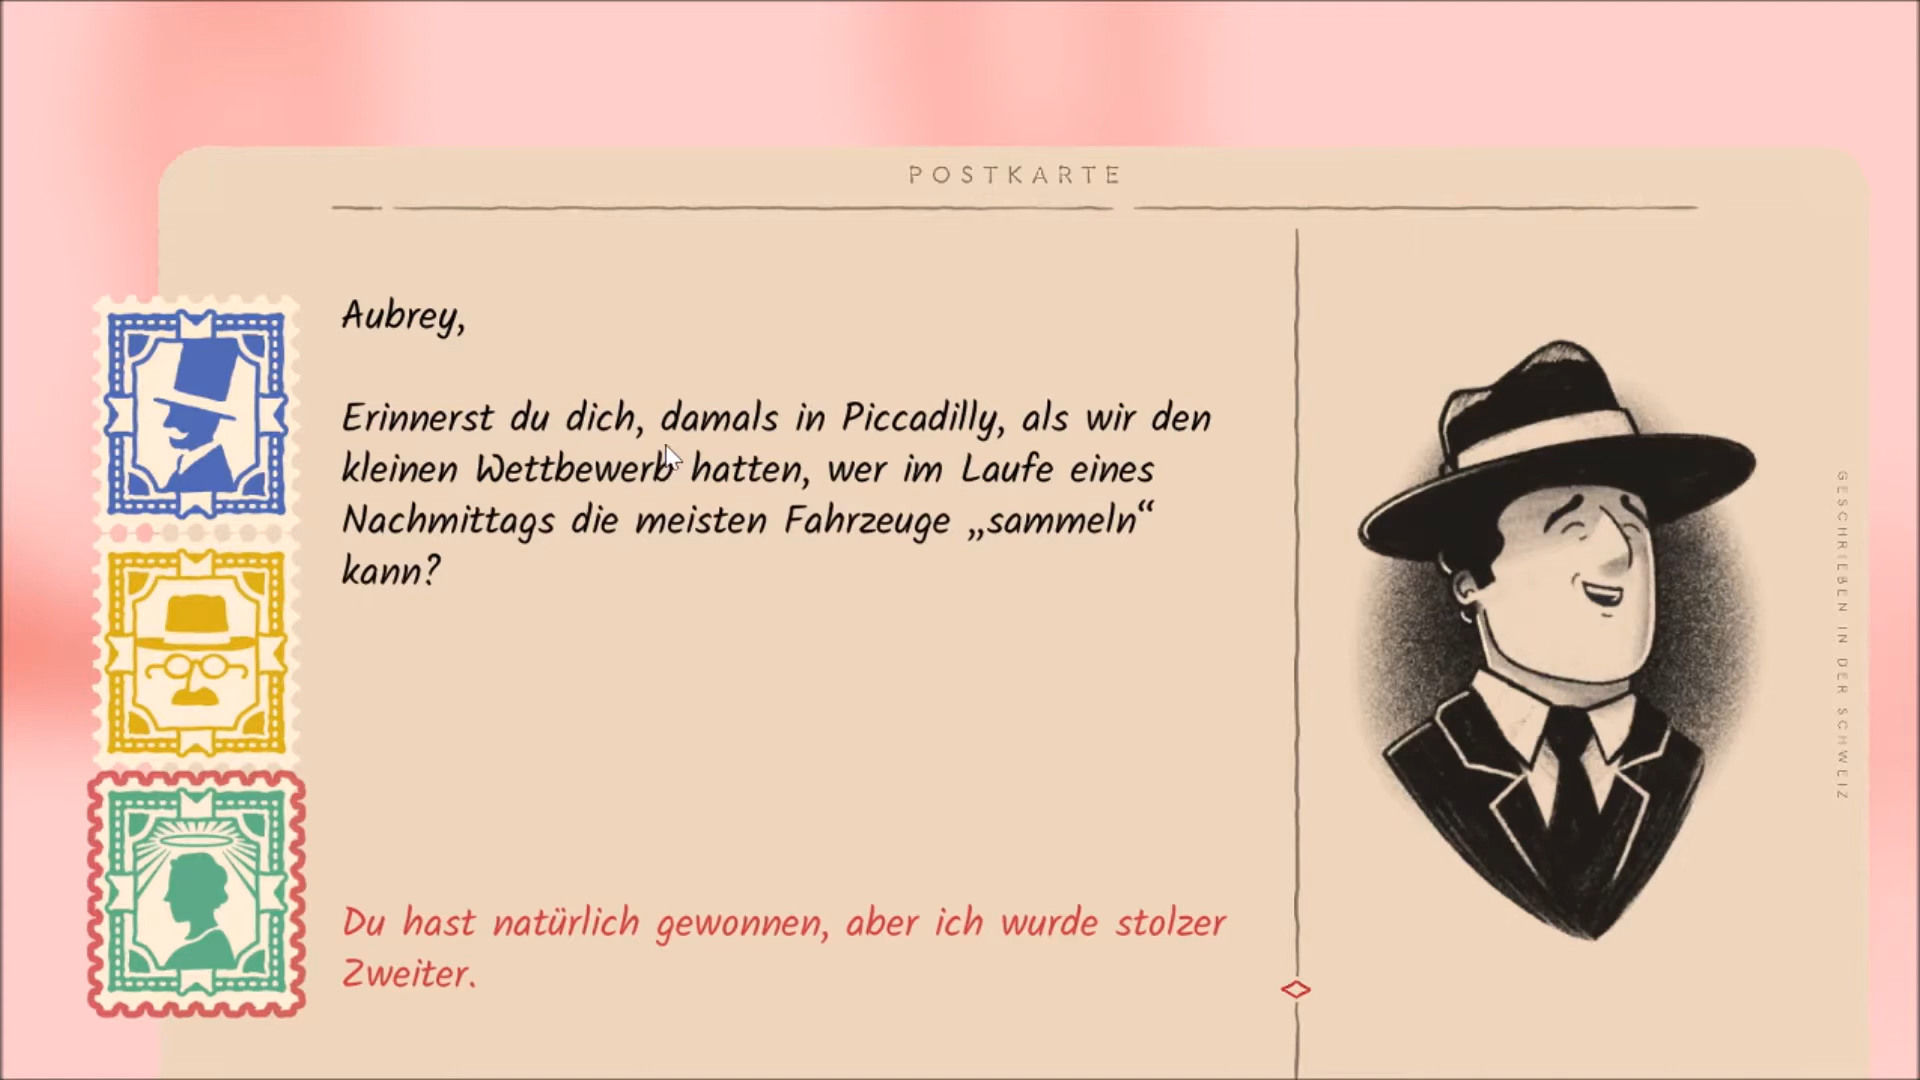 POSTKARTE
Aubrey,
Erinnerst du dich, damals in Piccadilly, als wir den
kleinen Wettbewerb hatten, wer im Laufe eines
Nachmittags die meisten Fahrzeuge „sammeln“
kann?
Du hast natürlich gewonnen, aber ich wurde stolzer
Zweiter.
GESCHRIEBEN IN DER SCHWEIZ